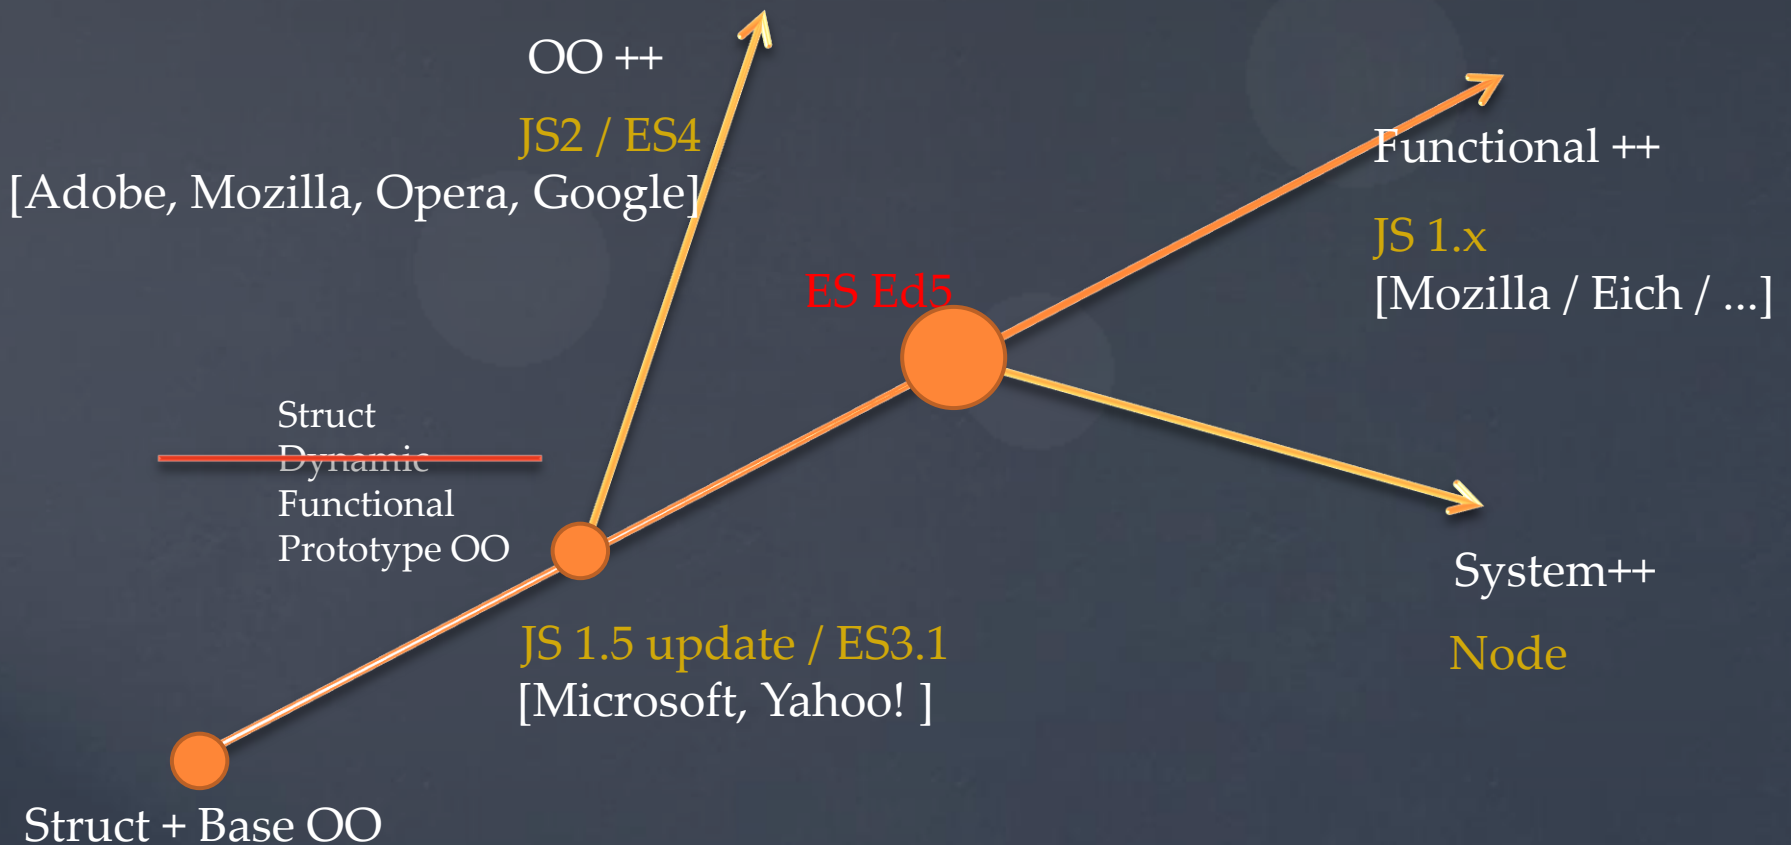 OO ++
JS2 / ES4
[Adobe, Mozilla, Opera, Google]
Functional ++
JS 1.x
[Mozilla / Eich / ...]
ES Ed5
Struct
Dynamic
Functional
Prototype OO
System++
Node
JS 1.5 update / ES3.1
[Microsoft, Yahoo! ]
Struct + Base OO